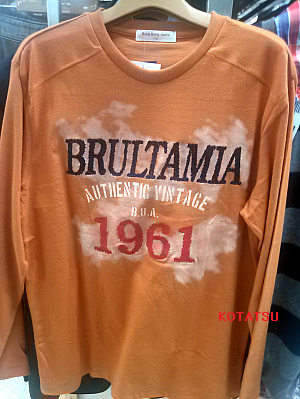 BRULTAMIA
AUTHENTIC VINTAGE
B.B.A.
1961
KOTATSU